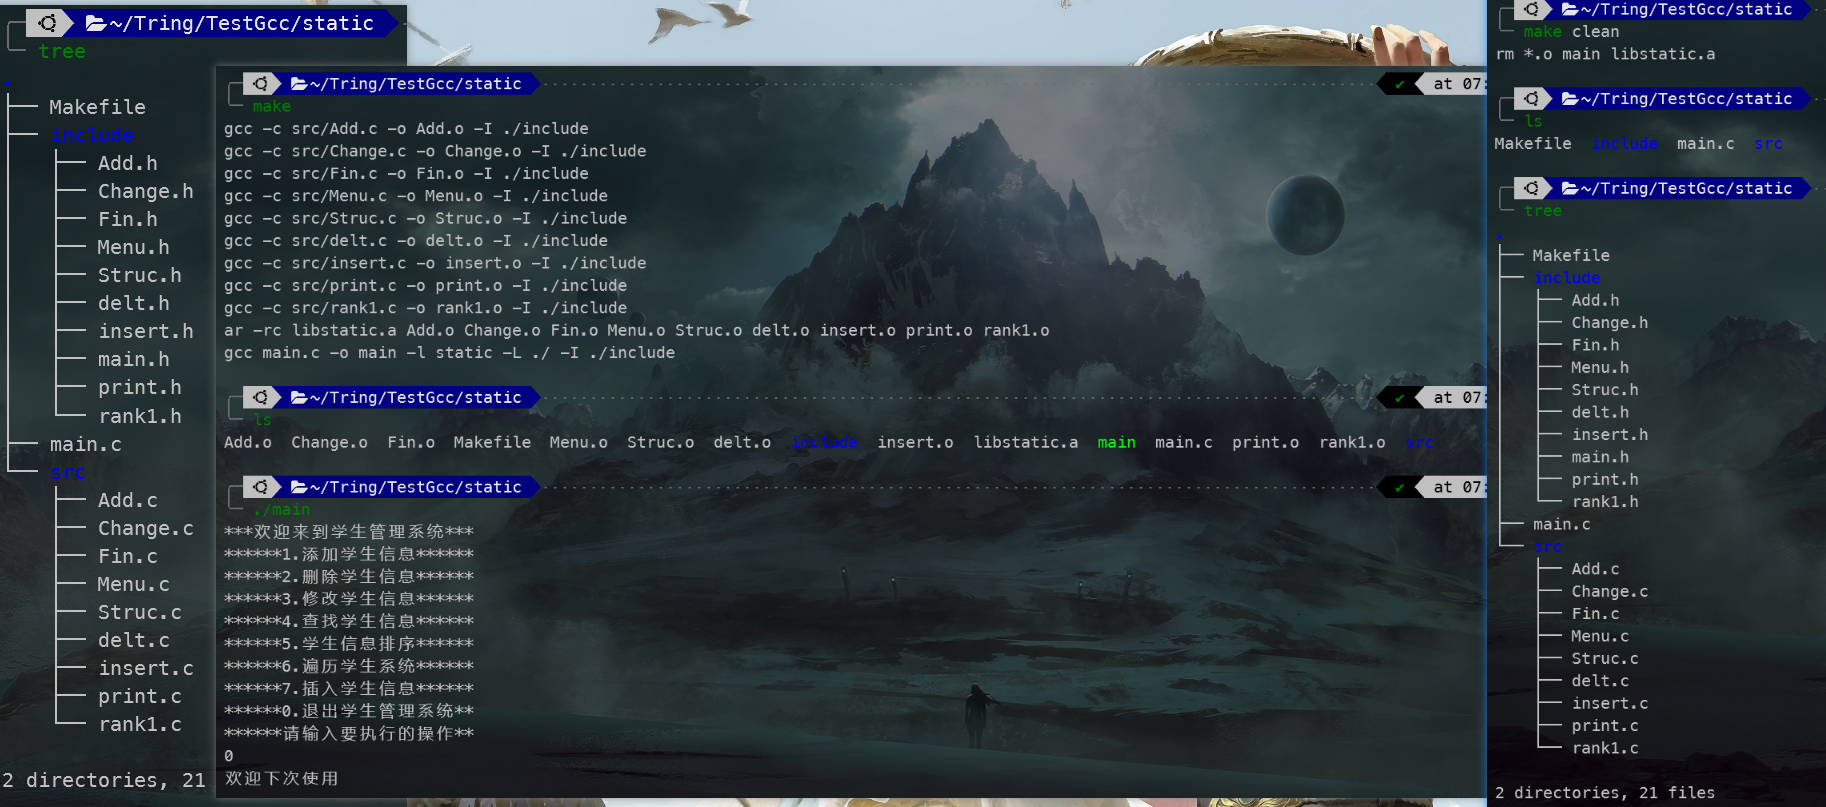 ~/Tring/TestGcc/static
tree
.
Makefile
include
Add.h
Change.h
Fin.h
Menu.h
Struc.h
delt.h
insert.h
main.h
print.h
rank1.h
main.c
src
Add.c
Change.c
Fin.c
Menu.c
Struc.c
delt.c
insert.c
print.c
rank1.c
2 directories, 21
~/Tring/TestGcc/static ✔ at 07:
make
gcc -c src/Add.c -o Add.o -I ./include
gcc -c src/Change.c -o Change.o -I ./include
gcc -c src/Fin.c -o Fin.o -I ./include
gcc -c src/Menu.c -o Menu.o -I ./include
gcc -c src/Struc.c -o Struc.o -I ./include
gcc -c src/delt.c -o delt.o -I ./include
gcc -c src/insert.c -o insert.o -I ./include
gcc -c src/print.c -o print.o -I ./include
gcc -c src/rank1.c -o rank1.o -I ./include
ar -rc libstatic.a Add.o Change.o Fin.o Menu.o Struc.o delt.o insert.o print.o rank1.o
gcc main.c -o main -l static -L ./ -I ./include
~/Tring/TestGcc/static ✔ at 07:
ls
Add.o Change.o Fin.o Makefile Menu.o Struc.o delt.o include insert.o libstatic.a main main.c print.o rank1.o src
~/Tring/TestGcc/static ✔ at 07:
./main
***欢迎来到学生管理系统***
******1.添加学生信息******
******2.删除学生信息******
******3.修改学生信息******
******4.查找学生信息******
******5.学生信息排序******
******6.遍历学生系统******
******7.插入学生信息******
******0.退出学生管理系统**
******请输入要执行的操作**
0
欢迎下次使用
~/Tring/TestGcc/static
make clean
rm *.o main libstatic.a
~/Tring/TestGcc/static
ls
Makefile include main.c src
~/Tring/TestGcc/static
tree
.
Makefile
include
Add.h
Change.h
Fin.h
Menu.h
Struc.h
delt.h
insert.h
main.h
print.h
rank1.h
main.c
src
Add.c
Change.c
Fin.c
Menu.c
Struc.c
delt.c
insert.c
print.c
rank1.c
2 directories, 21 files